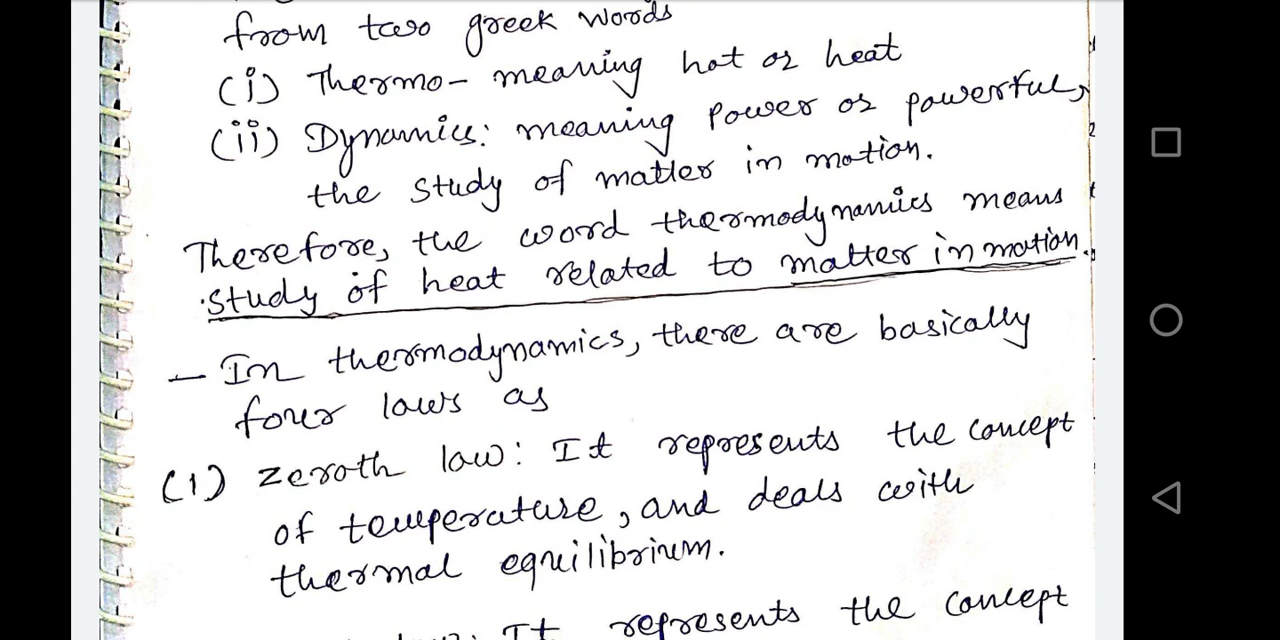 from two greek words
(i) Thermo- meaning hot or heat
(ii) Dynamics: meaning power or powerful,
the study of matter in motion.
Therefore, the word thermodynamics means
study of heat related to matter in motion.
- In thermodynamics, there are basically
four laws as
(1) Zeroth law: It represents the concept
of temperature, and deals with
thermal equilibrium.
It represents the concept